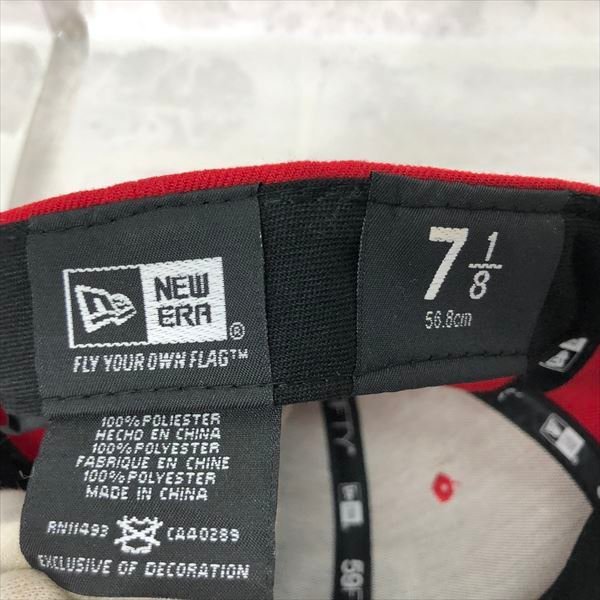 NEW
ERA®
FLY YOUR OWN FLAG™
7 1/8
56.8cm
100%POLIESTER
HECHO EN CHINA
100%POLYESTER
FABRIQUE EN CHINE
100%POLYESTER
MADE IN CHINA
RN11493 CA40289
EXCLUSIVE OF DECORATION
59FIFTY